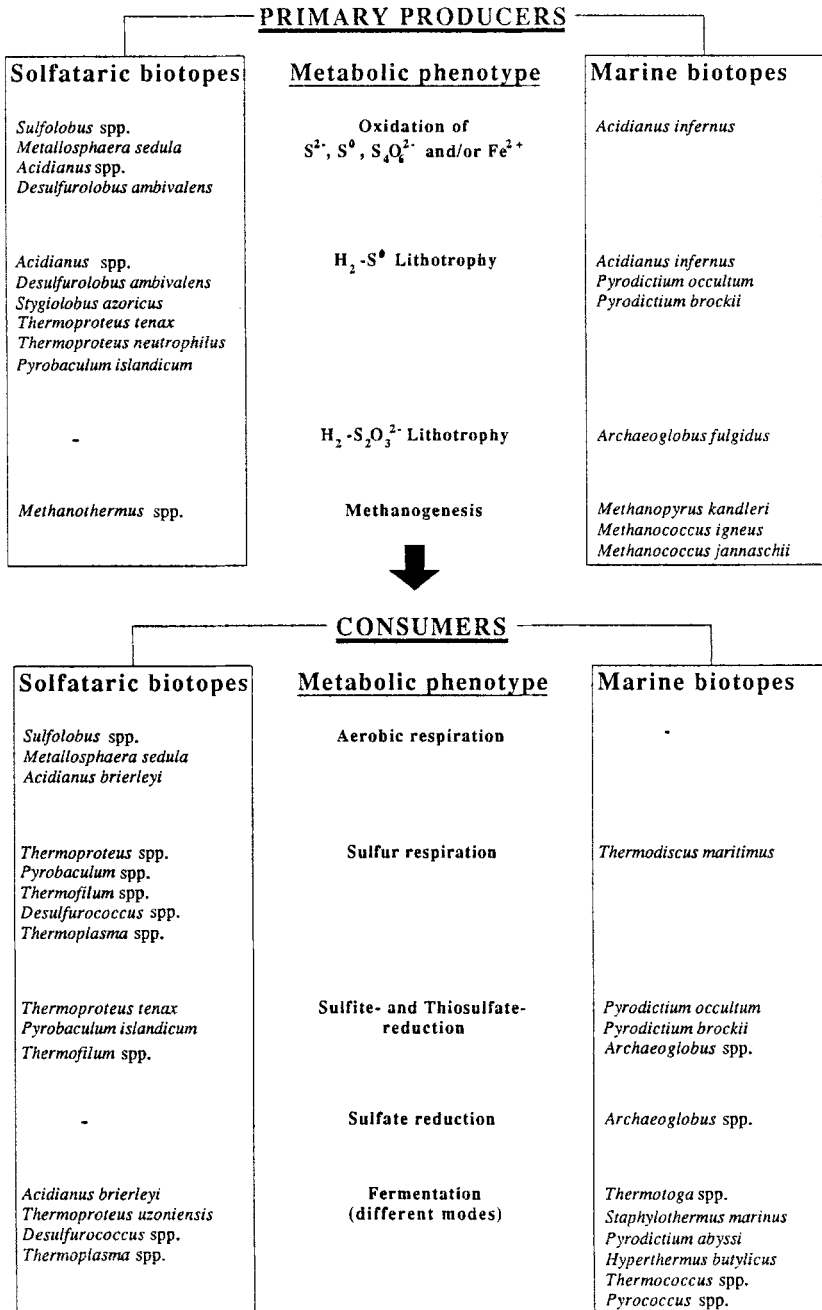 PRIMARY PRODUCERS
Solfataric biotopes
Metabolic phenotype
Marine biotopes
Sulfolobus spp.
Metallosphaera sedula
Acidianus spp.
Desulfurolobus ambivalens
Oxidation of
S²⁻, S⁰, S₄O₆²⁻ and/or Fe²⁺
Acidianus infernus
Acidianus spp.
Desulfurolobus ambivalens
Stygiolobus azoricus
Thermoproteus tenax
Thermoproteus neutrophilus
Pyrobaculum islandicum
H₂-S⁰ Lithotrophy
Acidianus infernus
Pyrodictium occultum
Pyrodictium brockii
-
H₂-S₂O₃²⁻ Lithotrophy
Archaeoglobus fulgidus
Methanothermus spp.
Methanogenesis
Methanopyrus kandleri
Methanococcus igneus
Methanococcus jannaschii
CONSUMERS
Solfataric biotopes
Metabolic phenotype
Marine biotopes
Sulfolobus spp.
Metallosphaera sedula
Acidianus brierleyi
Aerobic respiration
-
Thermoproteus spp.
Pyrobaculum spp.
Thermofilum spp.
Desulfurococcus spp.
Thermoplasma spp.
Sulfur respiration
Thermodiscus maritimus
Thermoproteus tenax
Pyrobaculum islandicum
Thermofilum spp.
Sulfite- and Thiosulfate-
reduction
Pyrodictium occultum
Pyrodictium brockii
Archaeoglobus spp.
-
Sulfate reduction
Archaeoglobus spp.
Acidianus brierleyi
Thermoproteus uzoniensis
Desulfurococcus spp.
Thermoplasma spp.
Fermentation
(different modes)
Thermotoga spp.
Staphylothermus marinus
Pyrodictium abyssi
Hyperthermus butylicus
Thermococcus spp.
Pyrococcus spp.